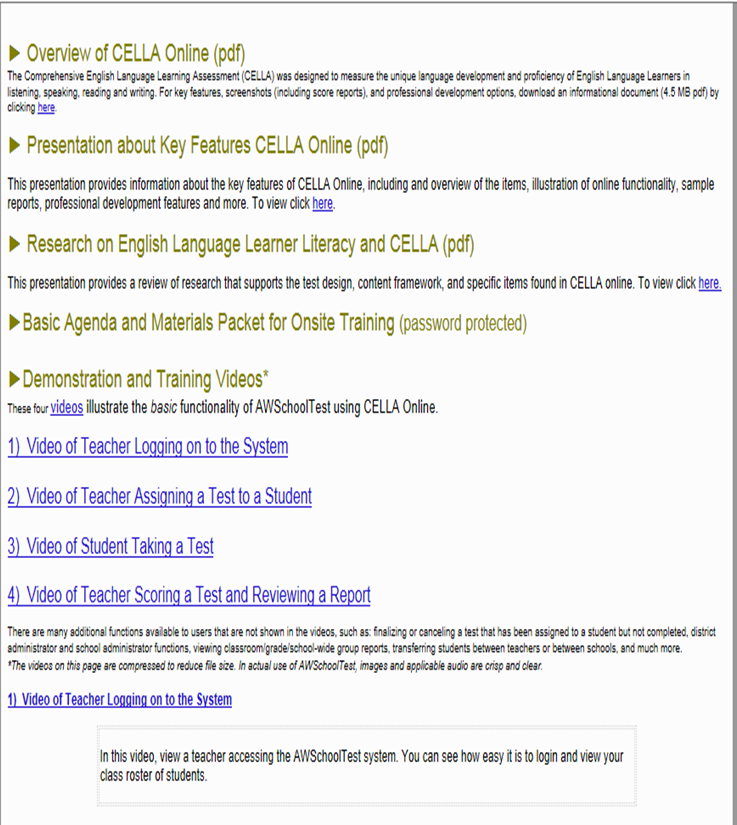 ▶ Overview of CELLA Online (pdf)
The Comprehensive English Language Learning Assessment (CELLA) was designed to measure the unique language development and proficiency of English Language Learners in
listening, speaking, reading and writing. For key features, screenshots (including score reports), and professional development options, download an informational document (4.5 MB pdf) by
clicking here.
▶ Presentation about Key Features CELLA Online (pdf)
This presentation provides information about the key features of CELLA Online, including and overview of the items, illustration of online functionality, sample
reports, professional development features and more. To view click here.
▶ Research on English Language Learner Literacy and CELLA (pdf)
This presentation provides a review of research that supports the test design, content framework, and specific items found in CELLA online. To view click here.
▶Basic Agenda and Materials Packet for Onsite Training (password protected)
▶Demonstration and Training Videos*
These four videos illustrate the basic functionality of AWSchoolTest using CELLA Online.
1) Video of Teacher Logging on to the System
2) Video of Teacher Assigning a Test to a Student
3) Video of Student Taking a Test
4) Video of Teacher Scoring a Test and Reviewing a Report
There are many additional functions available to users that are not shown in the videos, such as: finalizing or canceling a test that has been assigned to a student but not completed, district
administrator and school administrator functions, viewing classroom/grade/school-wide group reports, transferring students between teachers or between schools, and much more.
*The videos on this page are compressed to reduce file size. In actual use of AWSchoolTest, images and applicable audio are crisp and clear.
1) Video of Teacher Logging on to the System
In this video, view a teacher accessing the AWSchoolTest system. You can see how easy it is to login and view your
class roster of students.